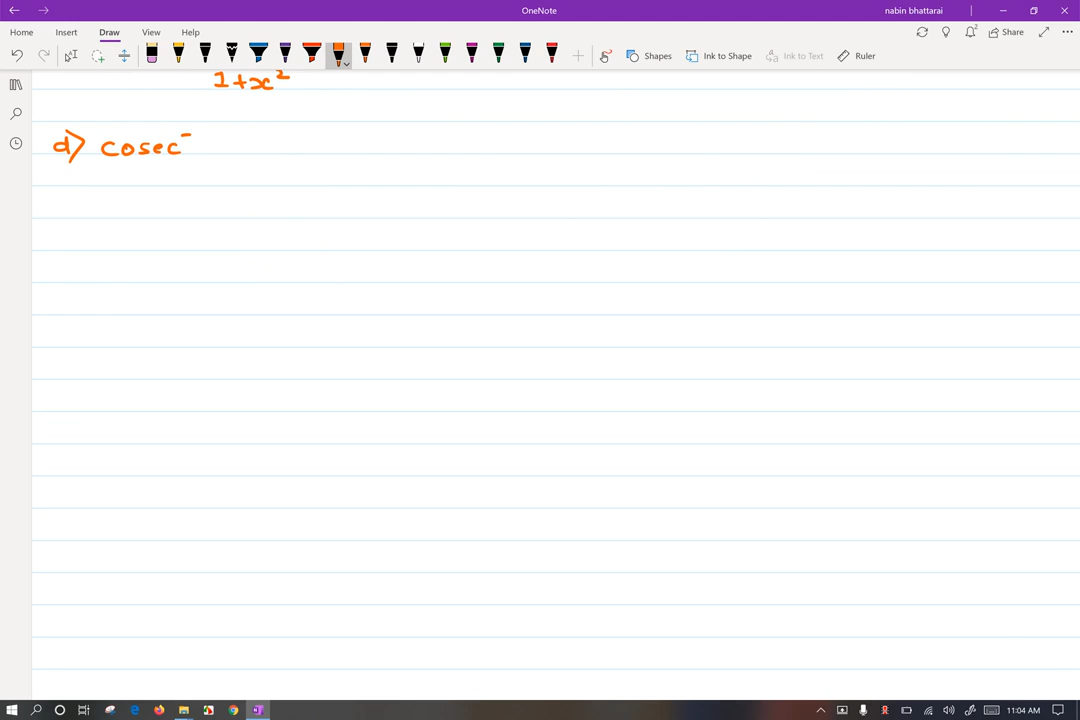 OneNote
nabin bhattarai
Home Insert Draw View Help
2 Share
Shapes Ink to Shape Ink to Text Ruler
1+x²
d) cosec⁻
11:04 AM